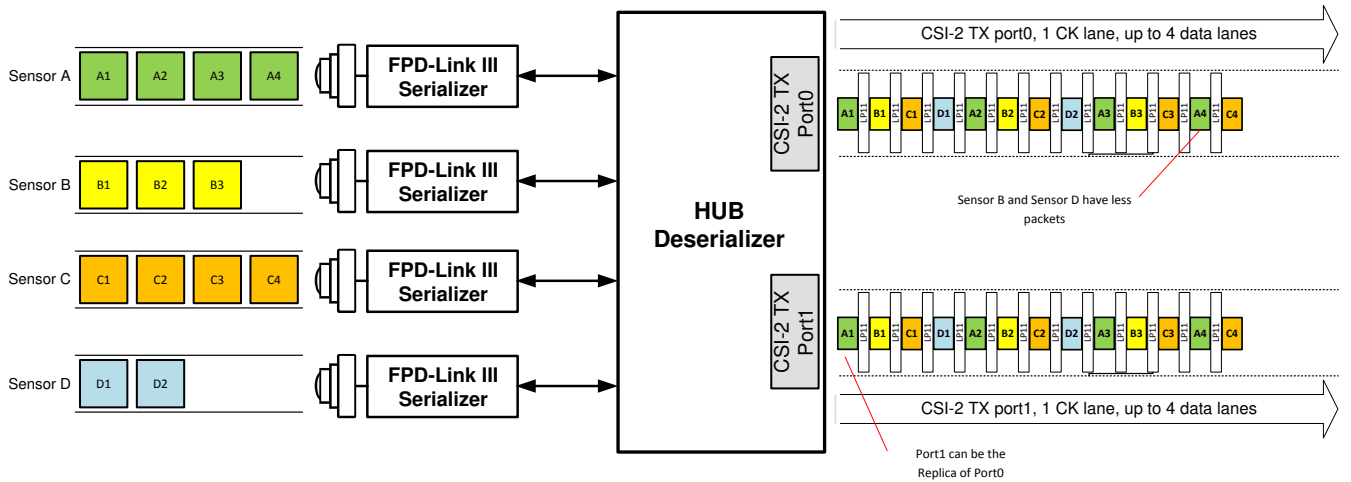 CSI-2 TX port0, 1 CK lane, up to 4 data lanes
Sensor A
A1 A2 A3 A4
FPD-Link III
Serializer
CSI-2 TX
Port0
A1 LP11 B1 LP11 C1 LP11 D1 LP11 A2 LP11 B2 LP11 C2 LP11 D2 LP11 A3 LP11 B3 LP11 C3 LP11 A4 LP11 C4
Sensor B and Sensor D have less
packets
Sensor B
B1 B2 B3
FPD-Link III
Serializer
HUB
Deserializer
Sensor C
C1 C2 C3 C4
FPD-Link III
Serializer
CSI-2 TX
Port1
A1 LP11 B1 LP11 C1 LP11 D1 LP11 A2 LP11 B2 LP11 C2 LP11 D2 LP11 A3 LP11 B3 LP11 C3 LP11 A4 LP11 C4
Sensor D
D1 D2
FPD-Link III
Serializer
CSI-2 TX port1, 1 CK lane, up to 4 data lanes
Port1 can be the
Replica of Port0